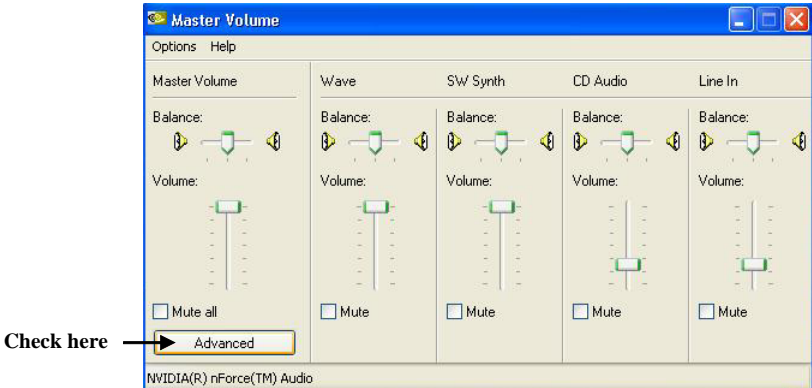 Master Volume
Options Help
Master Volume Wave SW Synth CD Audio Line In
Balance: Balance: Balance: Balance: Balance:
Volume: Volume: Volume: Volume: Volume:
Mute all Mute Mute Mute Mute
Check here Advanced
NVIDIA(R) nForce(TM) Audio